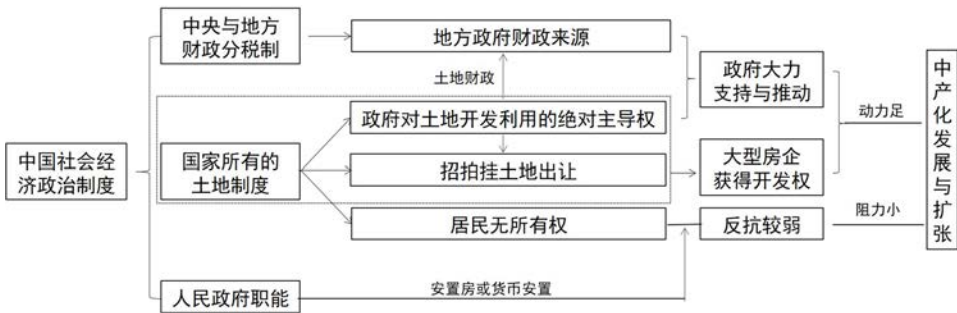 中央与地方
财政分税制
地方政府财政来源
土地财政
政府大力
支持与推动
政府对土地开发利用的绝对主导权
动力足
中国社会经
济政治制度
国家所有的
土地制度
招拍挂土地出让
大型房企
获得开发权
居民无所有权
反抗较弱
阻力小
中产化发展与扩张
人民政府职能
安置房或货币安置